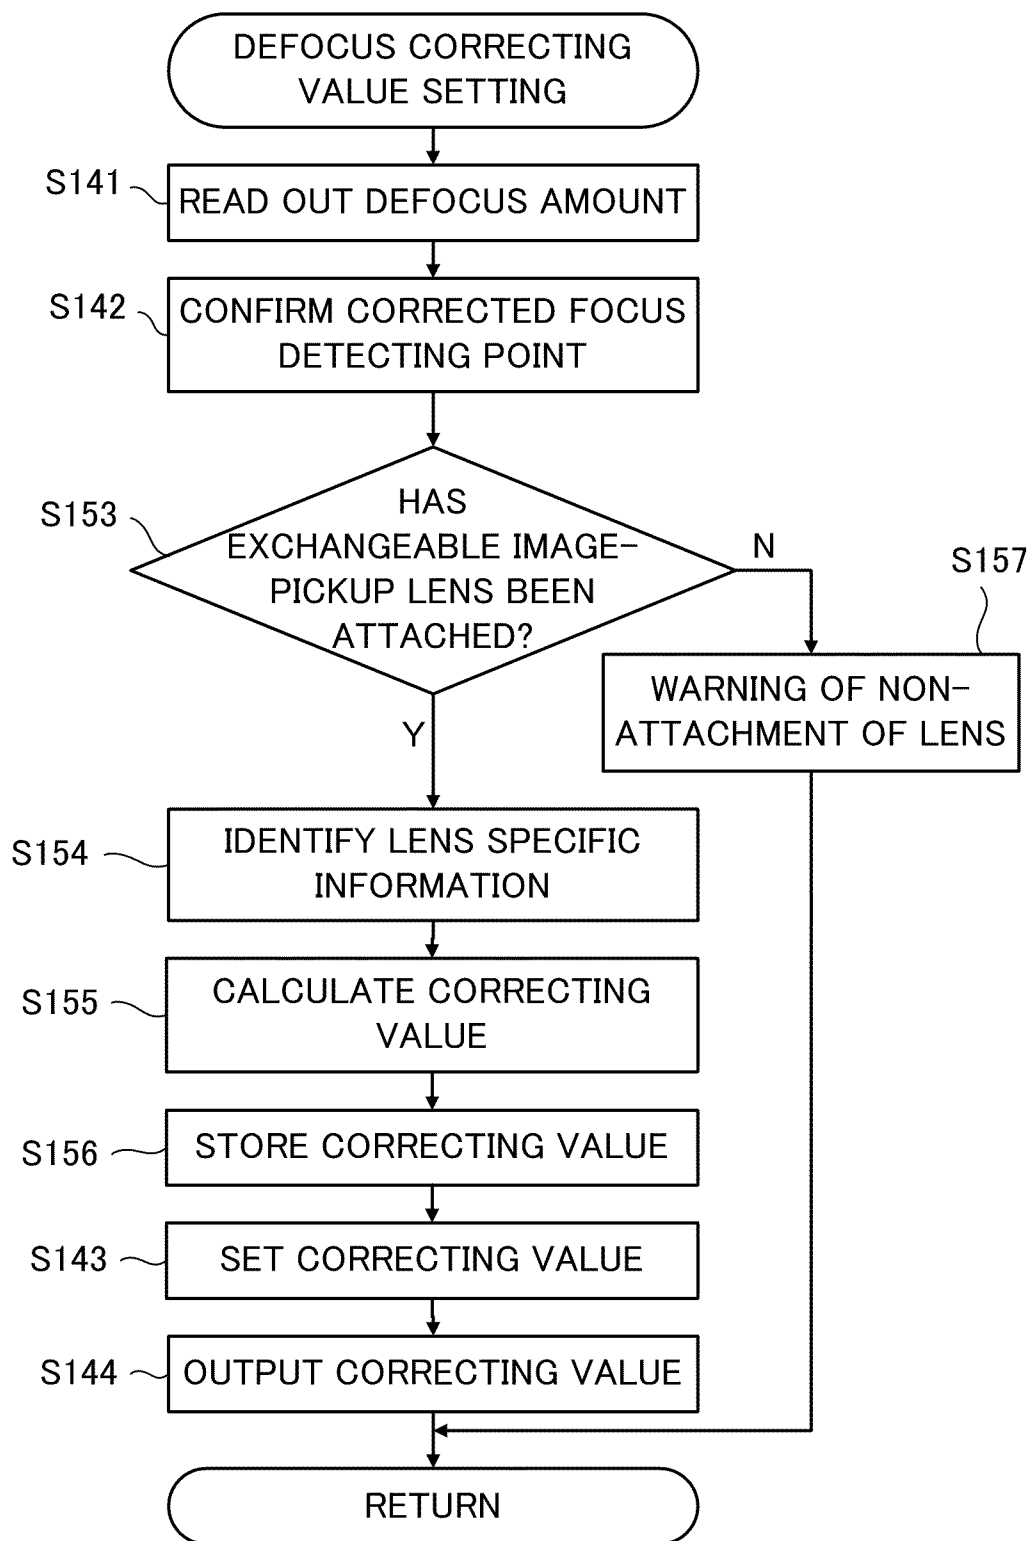 DEFOCUS CORRECTING
VALUE SETTING
S141
READ OUT DEFOCUS AMOUNT
S142
CONFIRM CORRECTED FOCUS
DETECTING POINT
S153
HAS
EXCHANGEABLE IMAGE-
PICKUP LENS BEEN
ATTACHED?
N
S157
WARNING OF NON-
ATTACHMENT OF LENS
Y
S154
IDENTIFY LENS SPECIFIC
INFORMATION
S155
CALCULATE CORRECTING
VALUE
S156
STORE CORRECTING VALUE
S143
SET CORRECTING VALUE
S144
OUTPUT CORRECTING VALUE
RETURN